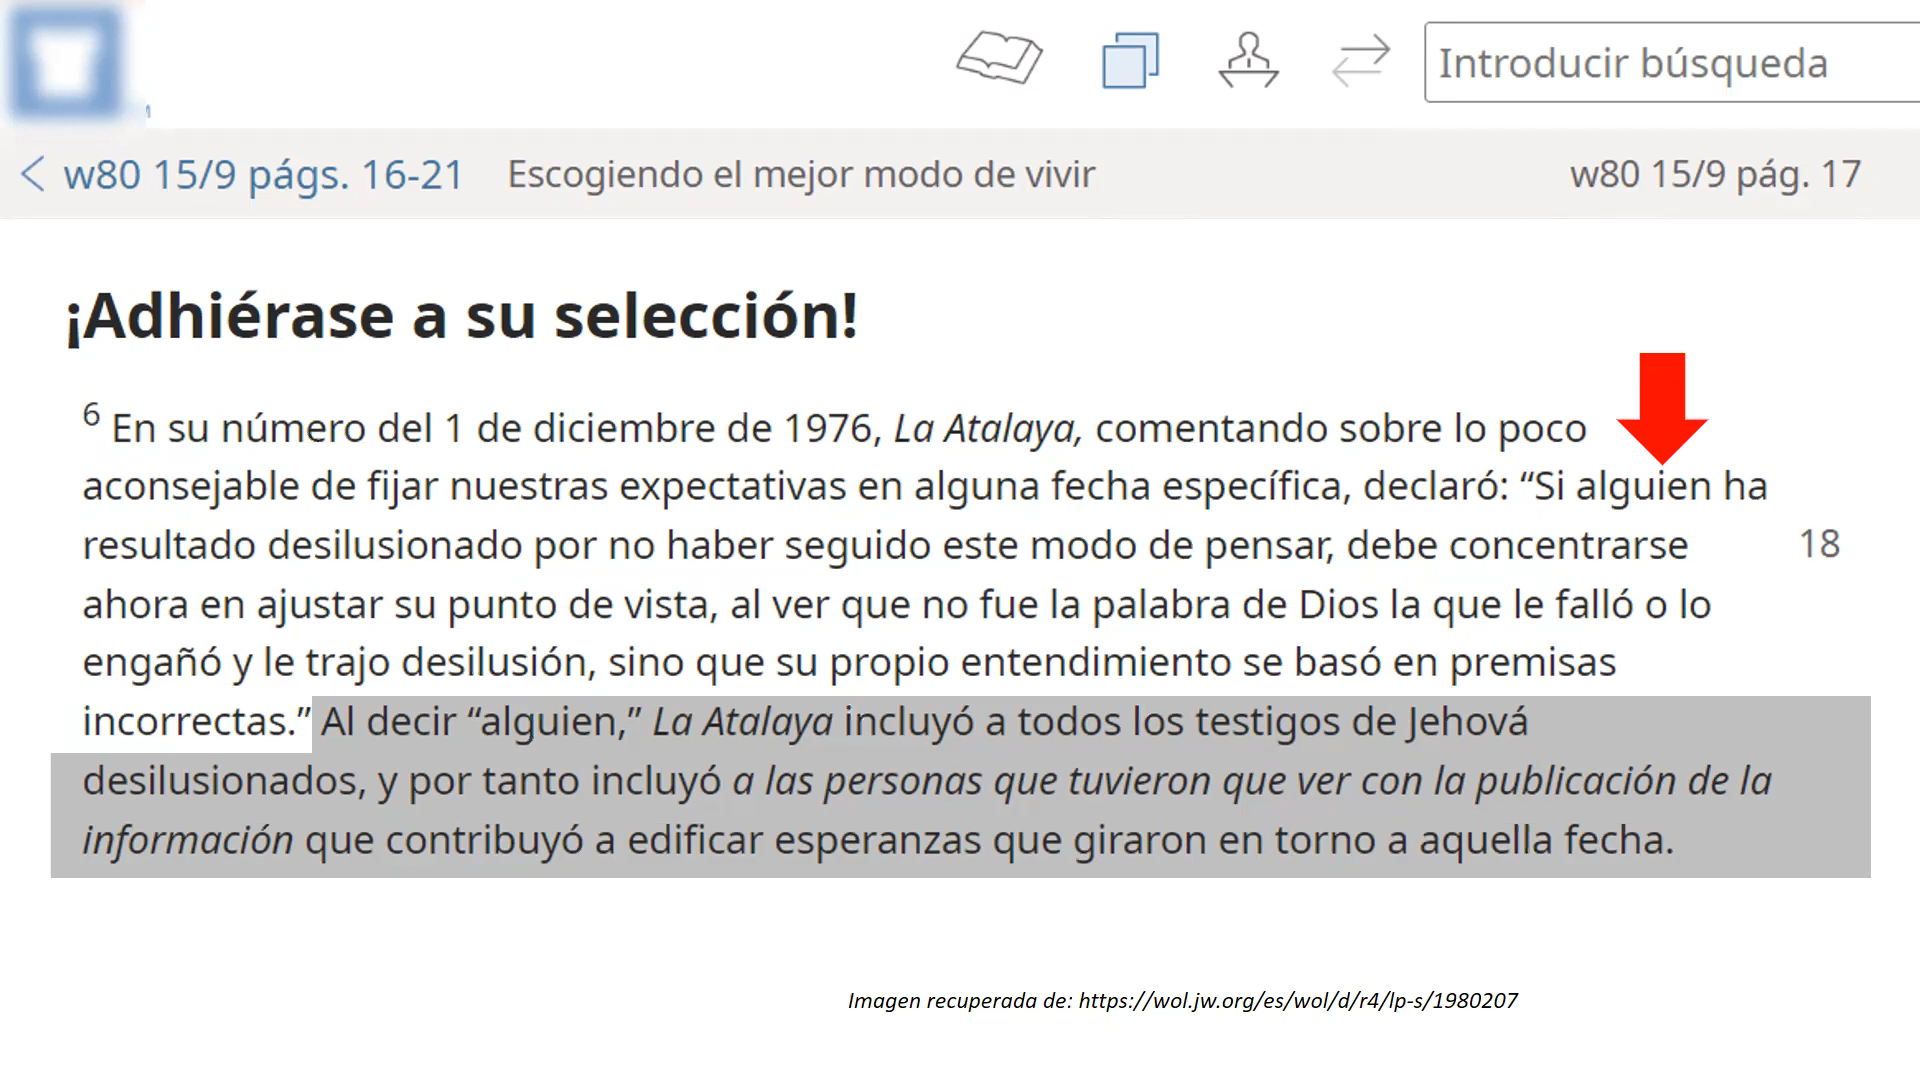 Introducir búsqueda
w80 15/9 págs. 16-21 Escogiendo el mejor modo de vivir w80 15/9 pág. 17
¡Adhiérase a su selección!
6 En su número del 1 de diciembre de 1976, La Atalaya, comentando sobre lo poco
aconsejable de fijar nuestras expectativas en alguna fecha específica, declaró: “Si alguien ha
resultado desilusionado por no haber seguido este modo de pensar, debe concentrarse 18
ahora en ajustar su punto de vista, al ver que no fue la palabra de Dios la que le falló o lo
engañó y le trajo desilusión, sino que su propio entendimiento se basó en premisas
incorrectas.” Al decir “alguien,” La Atalaya incluyó a todos los testigos de Jehová
desilusionados, y por tanto incluyó a las personas que tuvieron que ver con la publicación de la
información que contribuyó a edificar esperanzas que giraron en torno a aquella fecha.
Imagen recuperada de: https://wol.jw.org/es/wol/d/r4/lp-s/1980207